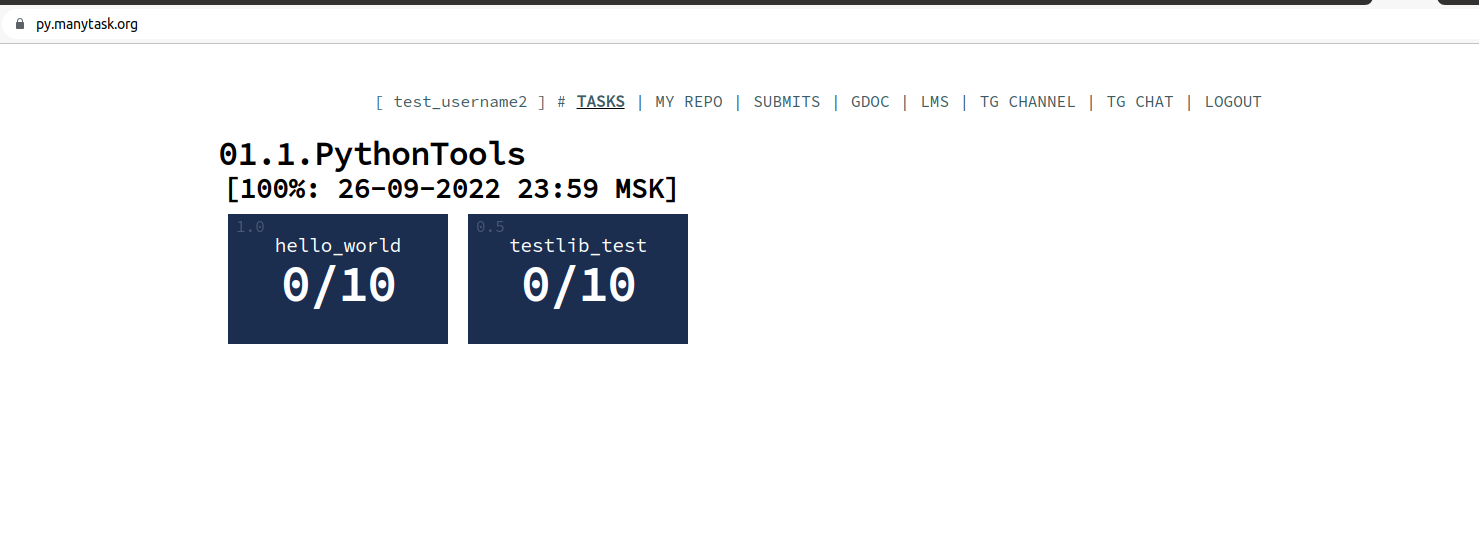 py.manytask.org
[ test_username2 ] # TASKS | MY REPO | SUBMITS | GDOC | LMS | TG CHANNEL | TG CHAT | LOGOUT
01.1.PythonTools
[100%: 26-09-2022 23:59 MSK]
1.0 0.5
hello_world testlib_test
0/10 0/10